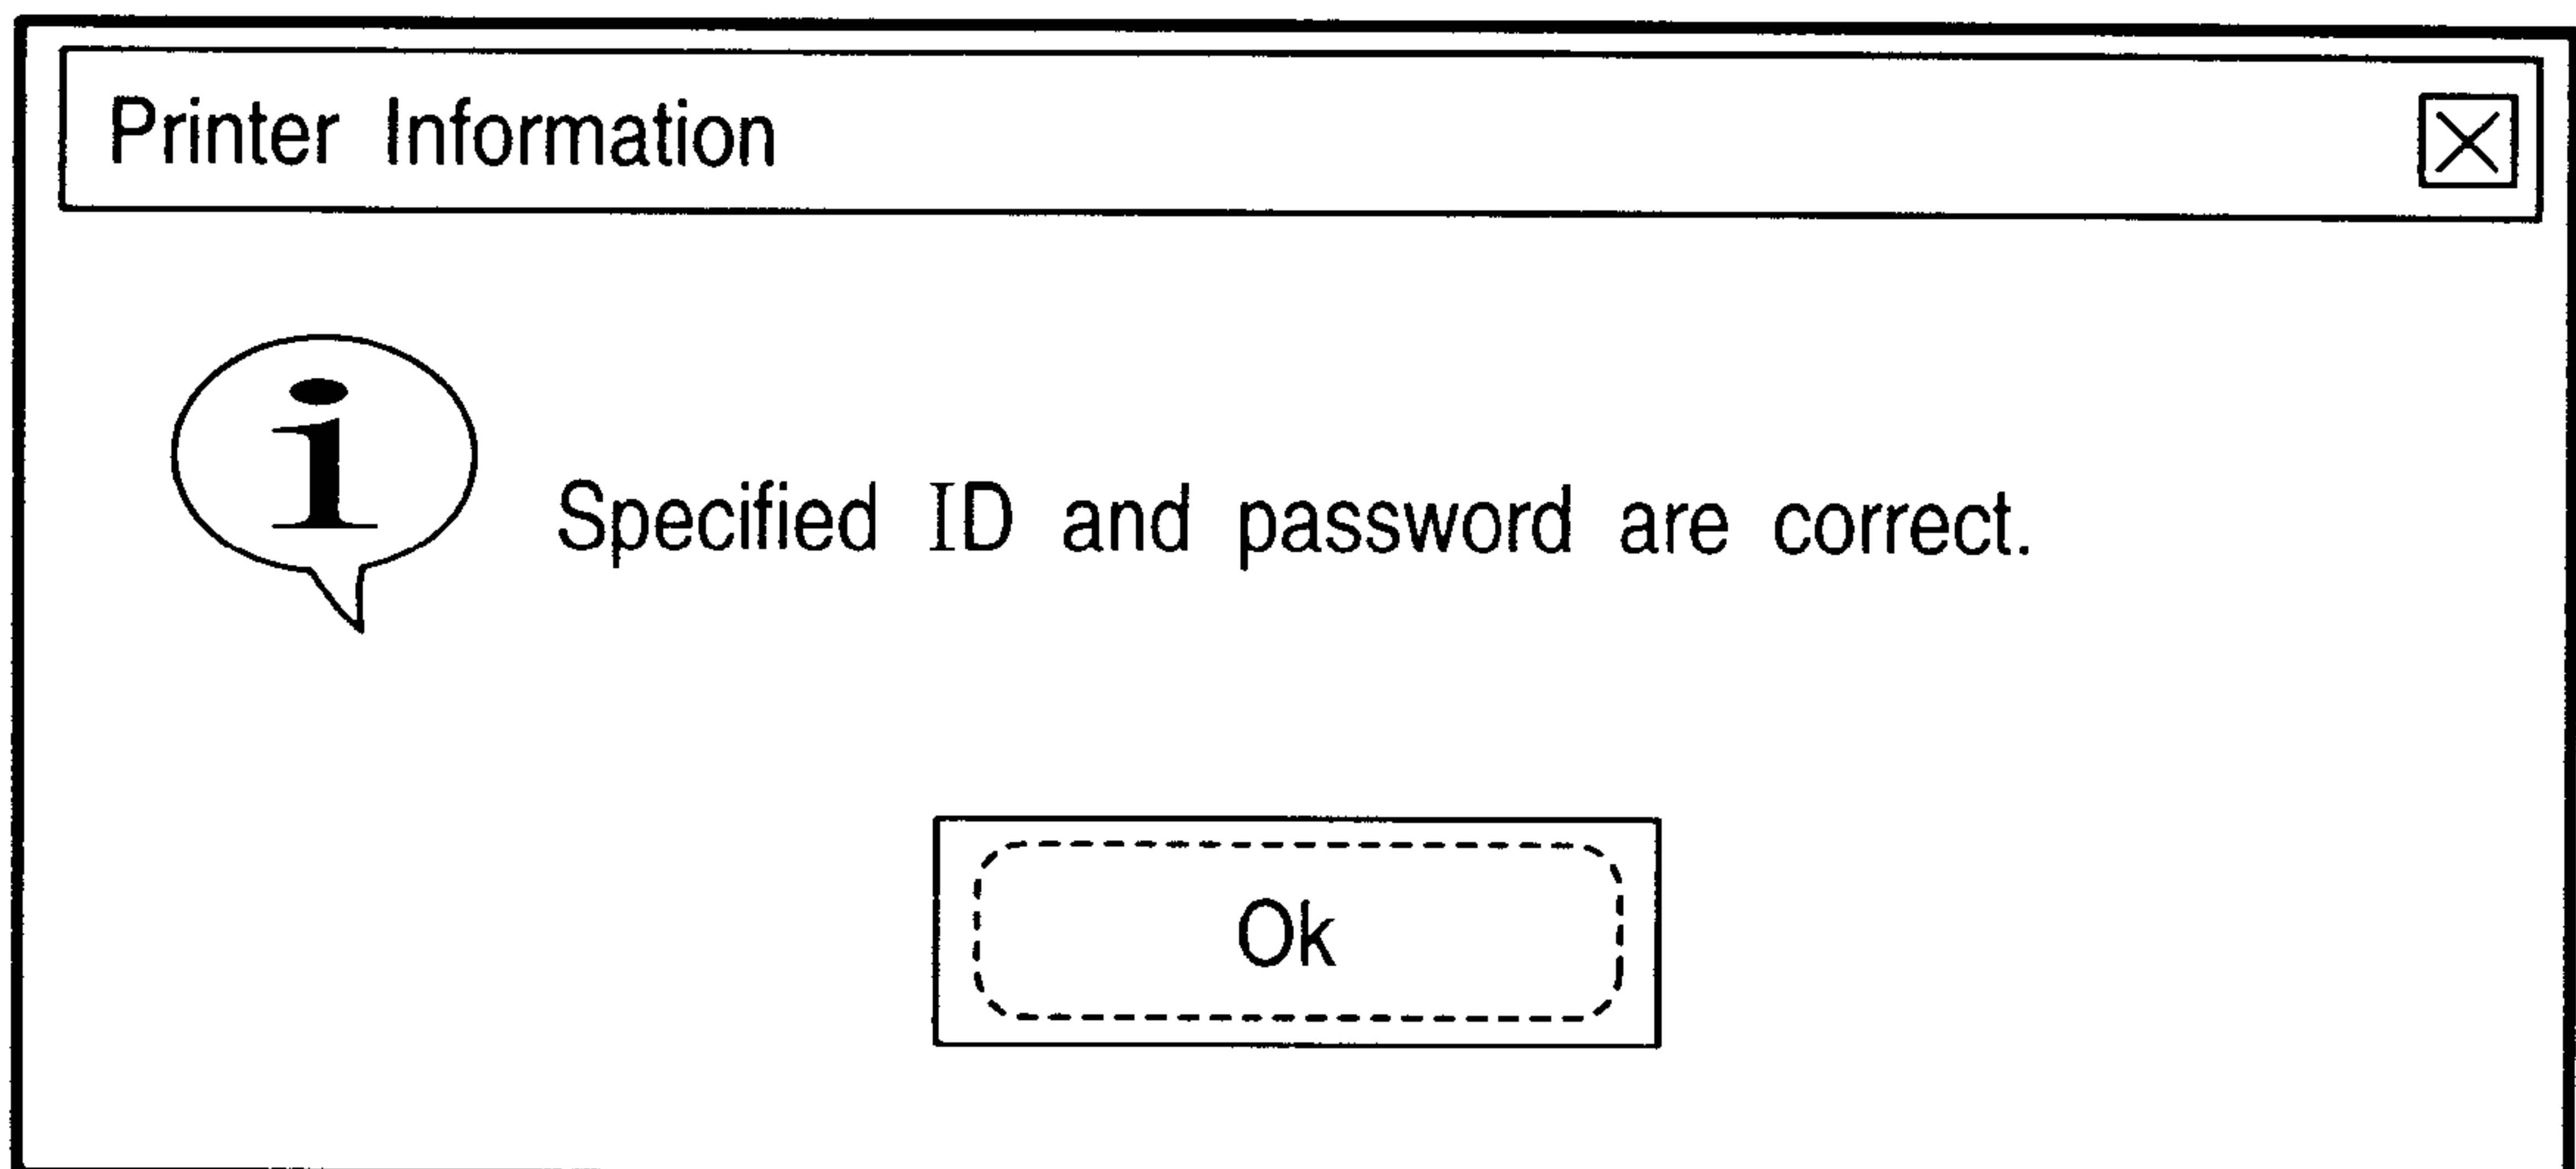 Printer Information
i
Specified ID and password are correct.
Ok